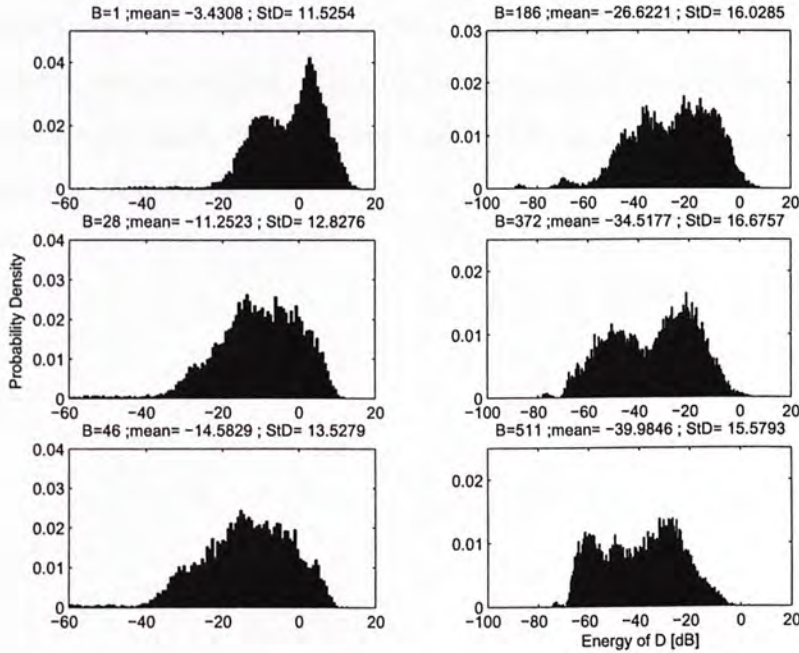 B=1 ;mean= −3.4308 ; StD= 11.5254
0.04
0.02
0
−60 −40 −20 0 20
B=186 ;mean= −26.6221 ; StD= 16.0285
0.03
0.02
0.01
0
−100 −80 −60 −40 −20 0 20
B=28 ;mean= −11.2523 ; StD= 12.8276
0.04
0.03
0.02
0.01
0
−60 −40 −20 0 20
B=372 ;mean= −34.5177 ; StD= 16.6757
0.02
0.01
0
−100 −80 −60 −40 −20 0 20
Probability Density
B=46 ;mean= −14.5829 ; StD= 13.5279
0.04
0.03
0.02
0.01
0
−60 −40 −20 0 20
B=511 ;mean= −39.9846 ; StD= 15.5793
0.02
0.01
0
−100 −80 −60 −40 −20 0 20
Energy of D [dB]